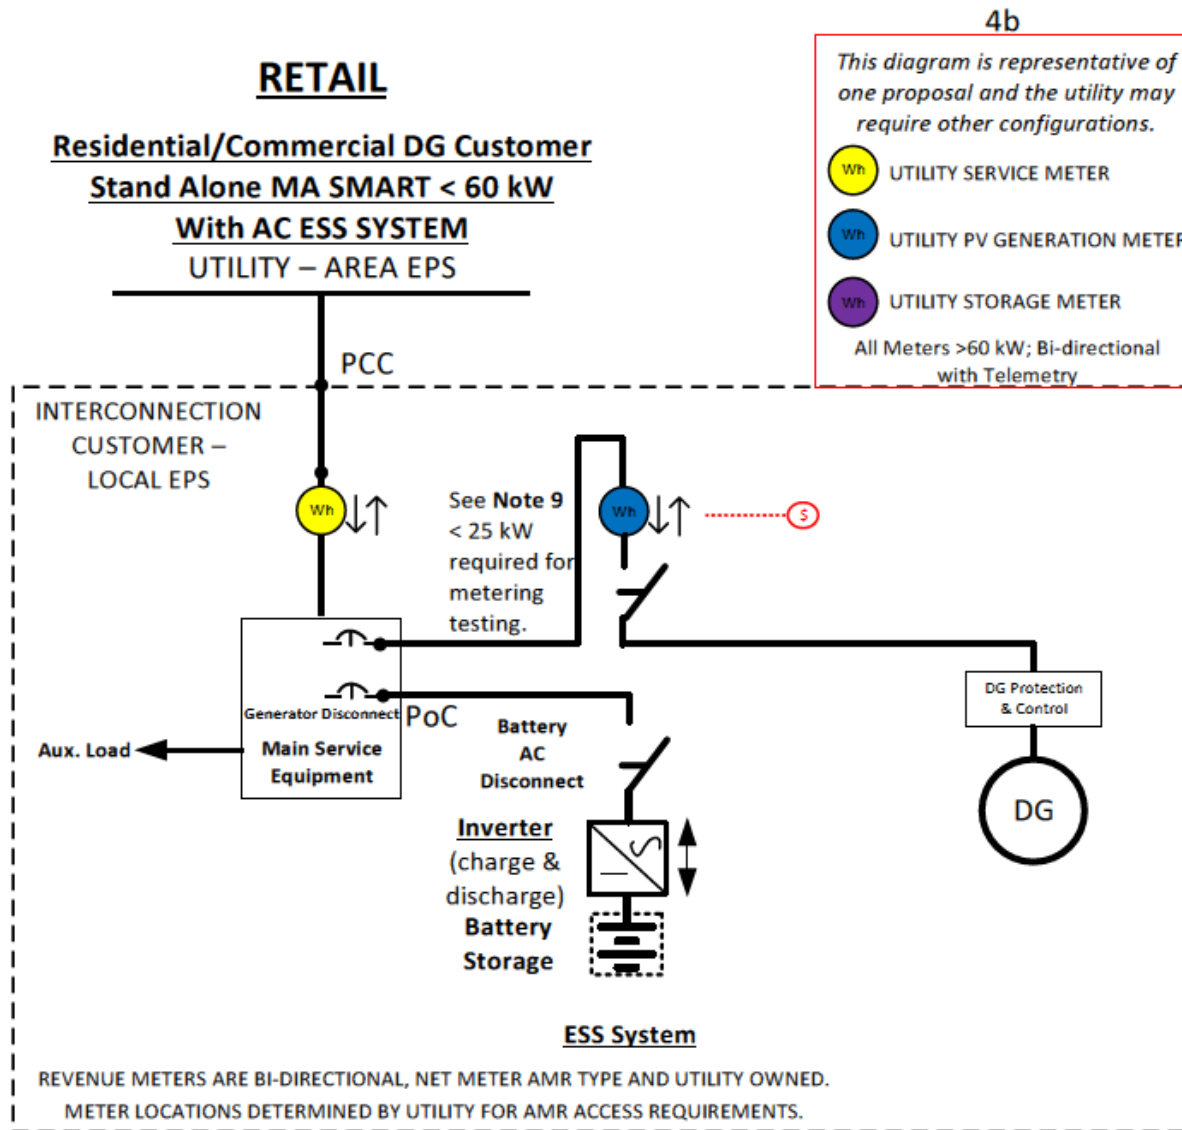 4b
RETAIL
Residential/Commercial DG Customer
Stand Alone MA SMART < 60 kW
With AC ESS SYSTEM
UTILITY – AREA EPS
This diagram is representative of
one proposal and the utility may
require other configurations.
Wh UTILITY SERVICE METER
Wh UTILITY PV GENERATION METER
Wh UTILITY STORAGE METER
All Meters >60 kW; Bi-directional
with Telemetry
PCC
INTERCONNECTION
CUSTOMER –
LOCAL EPS
Wh
See Note 9
< 25 kW
required for
metering
testing.
Wh
$
Generator Disconnect
PoC
Main Service
Equipment
Aux. Load
Battery
AC
Disconnect
DG Protection
& Control
DG
Inverter
(charge &
discharge)
Battery
Storage
ESS System
REVENUE METERS ARE BI-DIRECTIONAL, NET METER AMR TYPE AND UTILITY OWNED.
METER LOCATIONS DETERMINED BY UTILITY FOR AMR ACCESS REQUIREMENTS.